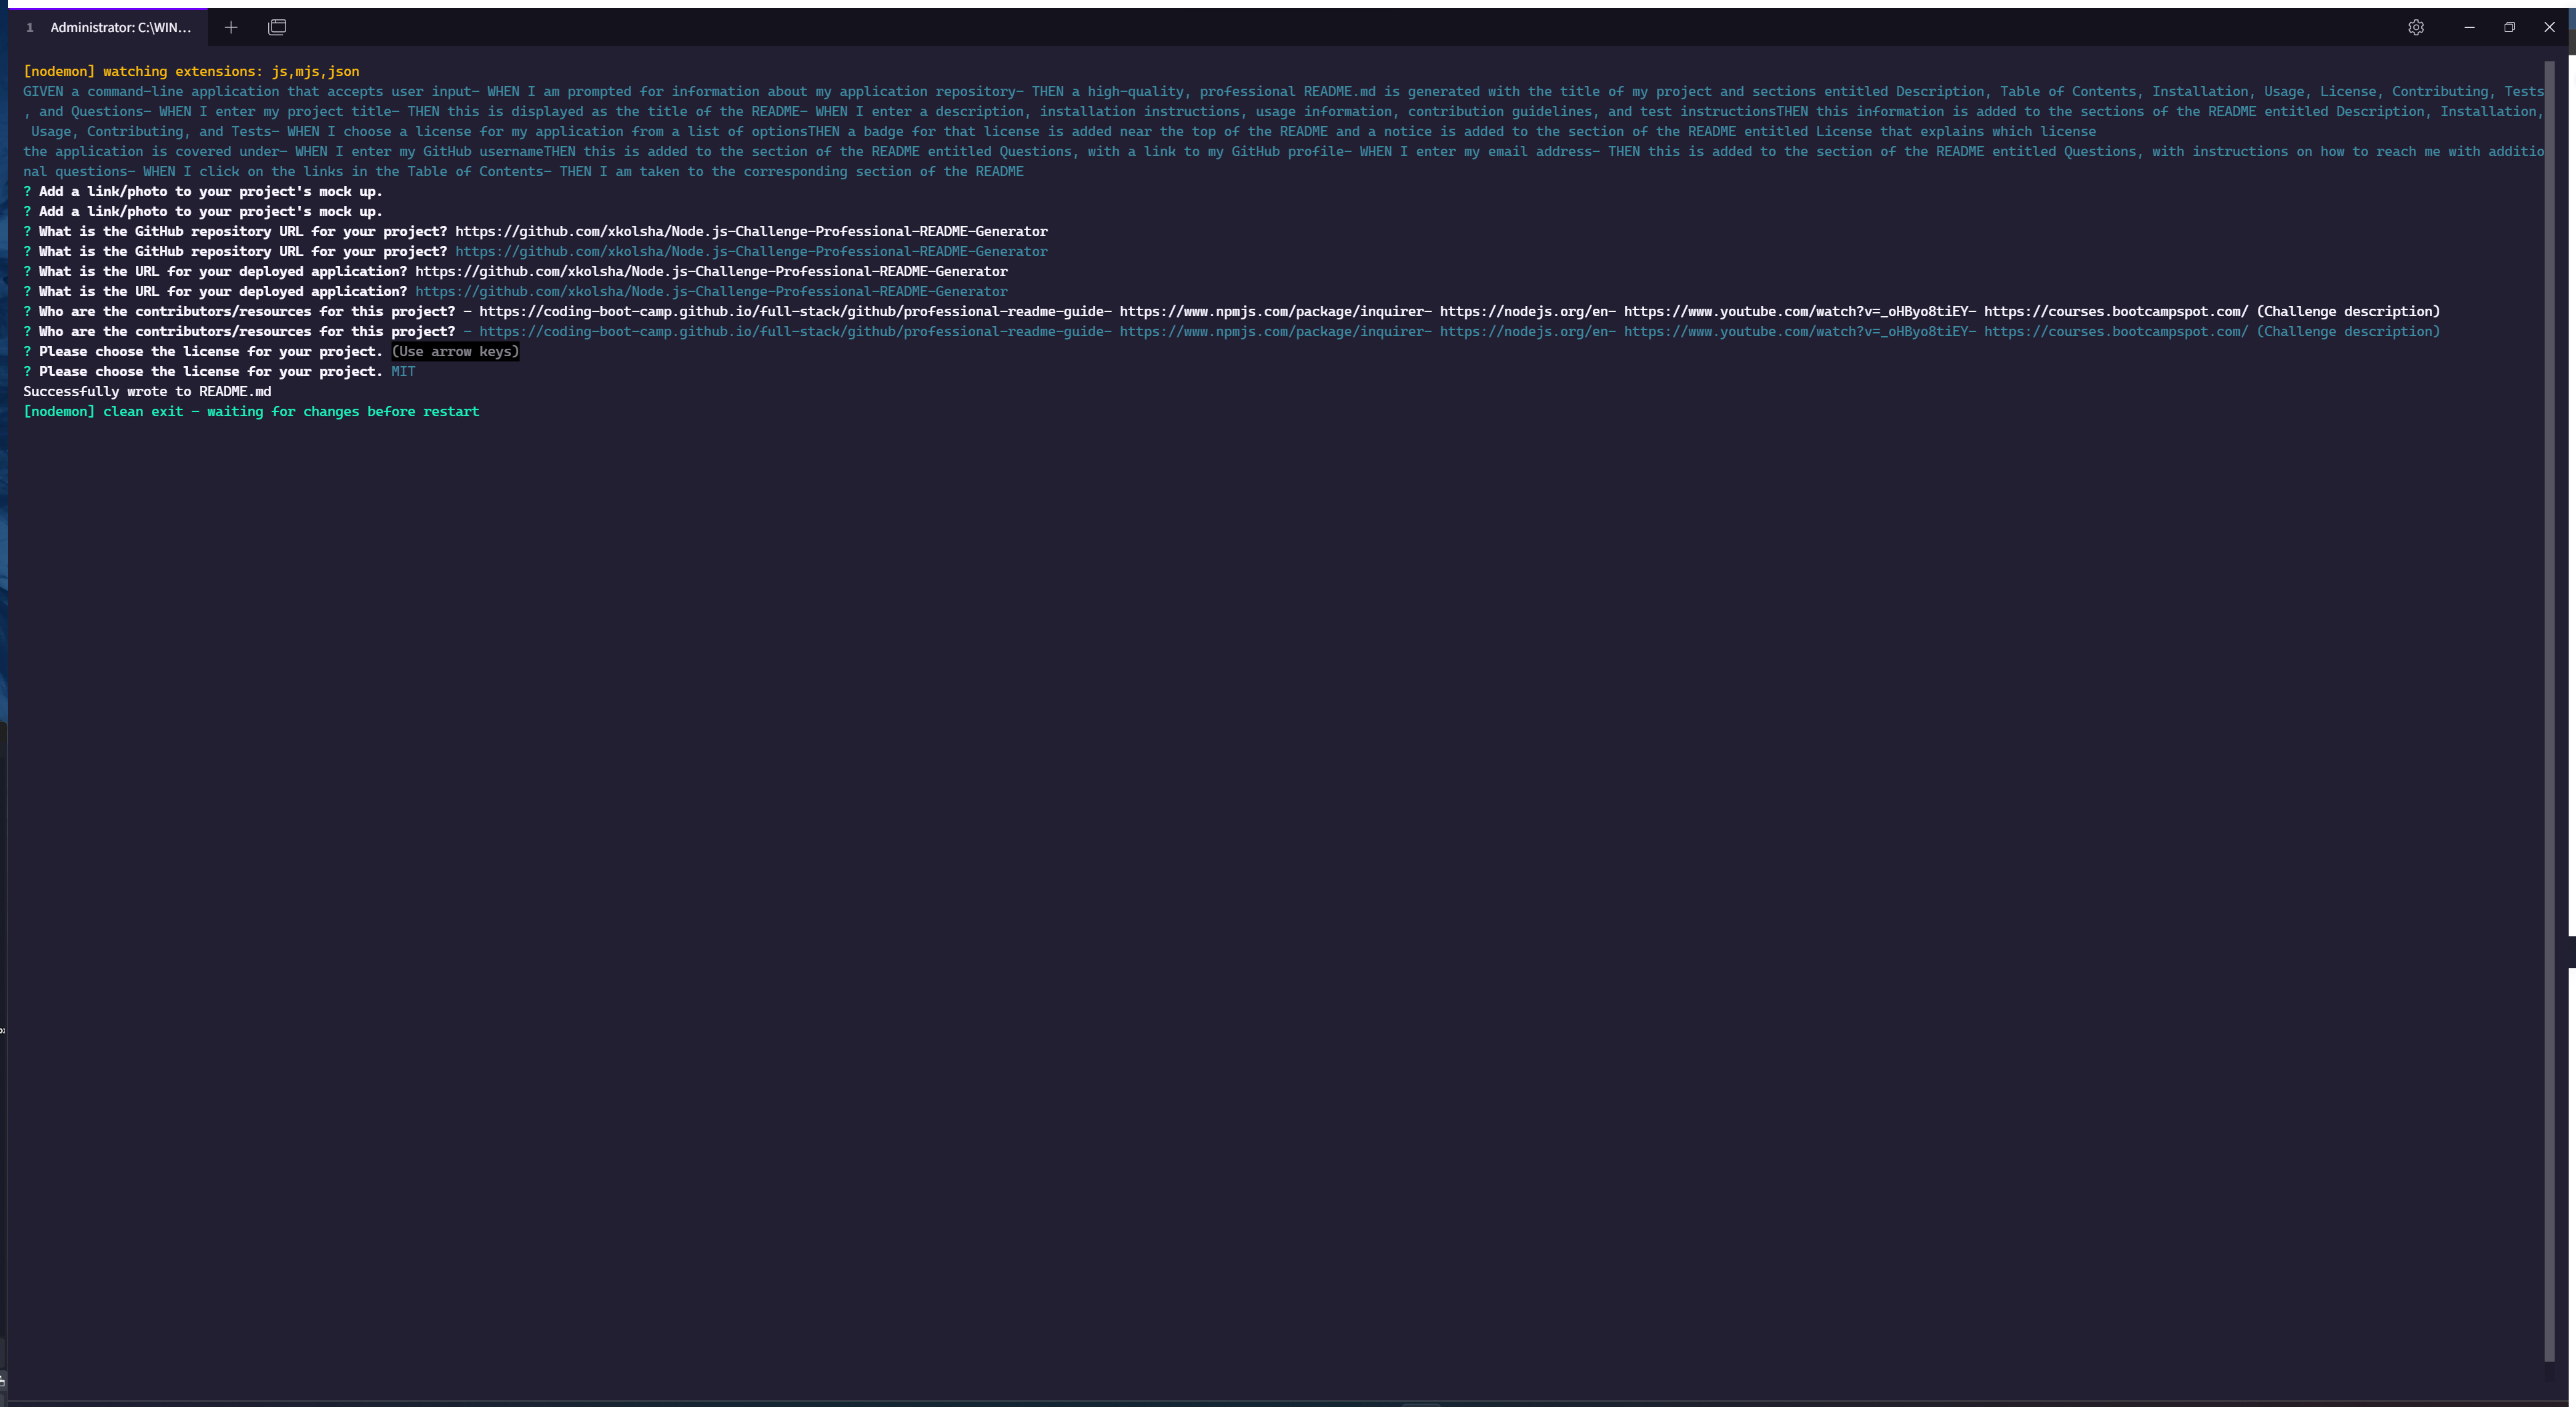 1 Administrator: C:\WIN...
[nodemon] watching extensions: js,mjs,json
GIVEN a command-line application that accepts user input- WHEN I am prompted for information about my application repository- THEN a high-quality, professional README.md is generated with the title of my project and sections entitled Description, Table of Contents, Installation, Usage, License, Contributing, Tests
, and Questions- WHEN I enter my project title- THEN this is displayed as the title of the README- WHEN I enter a description, installation instructions, usage information, contribution guidelines, and test instructionsTHEN this information is added to the sections of the README entitled Description, Installation,
Usage, Contributing, and Tests- WHEN I choose a license for my application from a list of optionsTHEN a badge for that license is added near the top of the README and a notice is added to the section of the README entitled License that explains which license
the application is covered under- WHEN I enter my GitHub usernameTHEN this is added to the section of the README entitled Questions, with a link to my GitHub profile- WHEN I enter my email address- THEN this is added to the section of the README entitled Questions, with instructions on how to reach me with additio
nal questions- WHEN I click on the links in the Table of Contents- THEN I am taken to the corresponding section of the README
? Add a link/photo to your project's mock up.
? Add a link/photo to your project's mock up.
? What is the GitHub repository URL for your project? https://github.com/xkolsha/Node.js-Challenge-Professional-README-Generator
? What is the GitHub repository URL for your project? https://github.com/xkolsha/Node.js-Challenge-Professional-README-Generator
? What is the URL for your deployed application? https://github.com/xkolsha/Node.js-Challenge-Professional-README-Generator
? What is the URL for your deployed application? https://github.com/xkolsha/Node.js-Challenge-Professional-README-Generator
? Who are the contributors/resources for this project? - https://coding-boot-camp.github.io/full-stack/github/professional-readme-guide- https://www.npmjs.com/package/inquirer- https://nodejs.org/en- https://www.youtube.com/watch?v=_oHByo8tiEY- https://courses.bootcampspot.com/ (Challenge description)
? Who are the contributors/resources for this project? - https://coding-boot-camp.github.io/full-stack/github/professional-readme-guide- https://www.npmjs.com/package/inquirer- https://nodejs.org/en- https://www.youtube.com/watch?v=_oHByo8tiEY- https://courses.bootcampspot.com/ (Challenge description)
? Please choose the license for your project. (Use arrow keys)
? Please choose the license for your project. MIT
Successfully wrote to README.md
[nodemon] clean exit - waiting for changes before restart